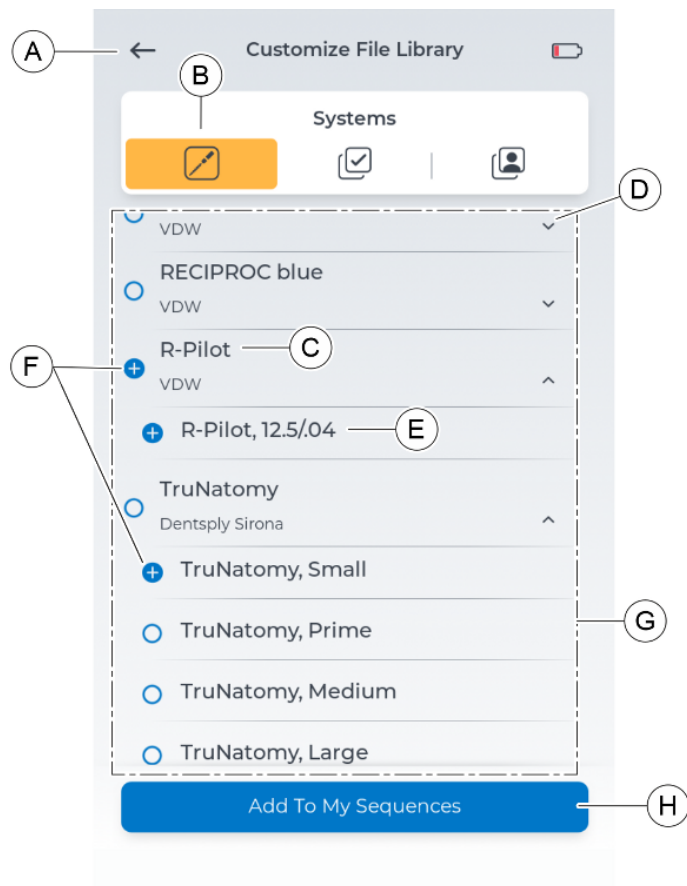 A
Customize File Library
B
Systems
D
VDW
RECIPROC blue
VDW
R-Pilot
C
F
VDW
R-Pilot, 12.5/.04
E
TruNatomy
Dentsply Sirona
TruNatomy, Small
TruNatomy, Prime
G
TruNatomy, Medium
TruNatomy, Large
Add To My Sequences
H